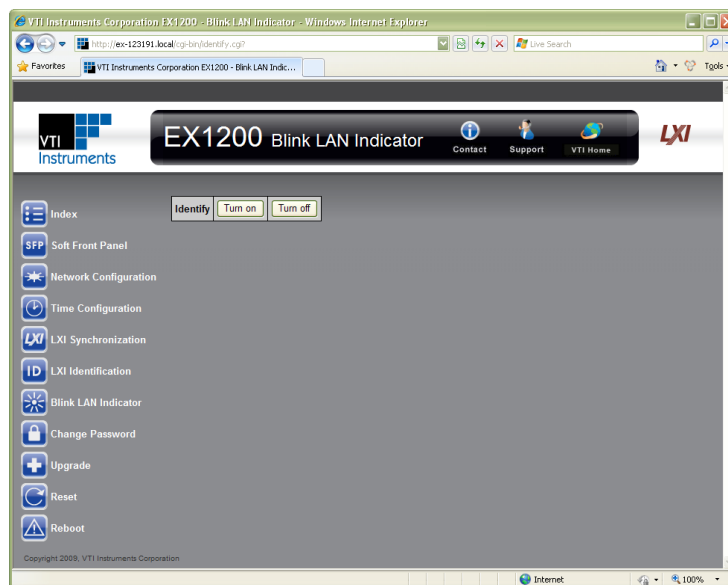 VTI Instruments Corporation EX1200 - Blink LAN Indicator - Windows Internet Explorer
http://ex-123191.local/cgi-bin/identify.cgi?
Live Search
Favorites
VTI Instruments Corporation EX1200 - Blink LAN Indic...
Tools
VTI
Instruments
EX1200 Blink LAN Indicator
Contact
Support
VTI Home
LXI
Identify Turn on Turn off
Index
SFP Soft Front Panel
Network Configuration
Time Configuration
LXI LXI Synchronization
ID LXI Identification
Blink LAN Indicator
Change Password
Upgrade
Reset
Reboot
Copyright 2009, VTI Instruments Corporation
Internet
100%